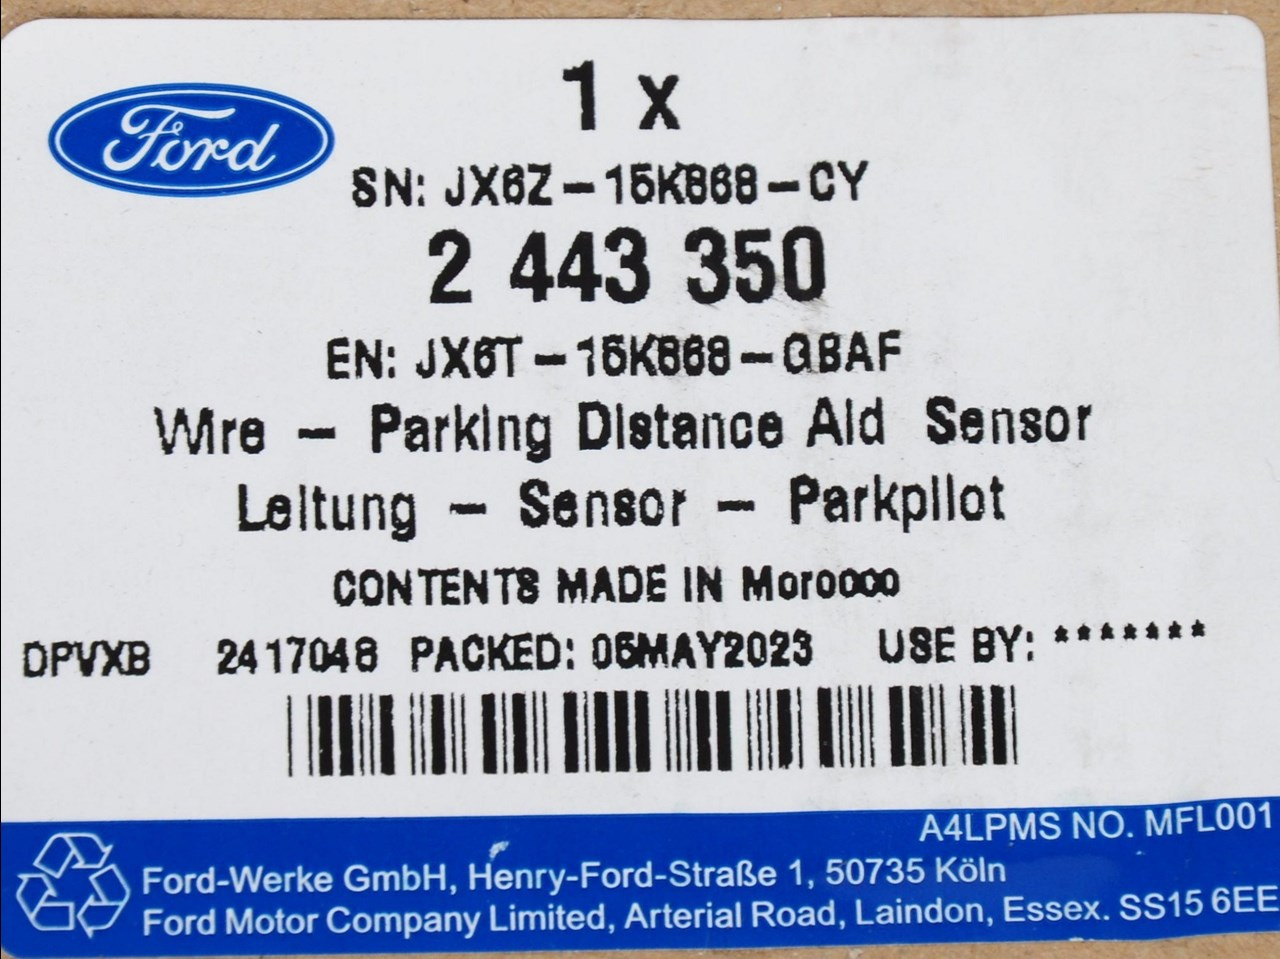 Ford
1 x
SN: JX6Z-15K868-CY
2 443 350
EN: JX6T-15K868-GBAF
Wire - Parking Distance Aid Sensor
Leitung - Sensor - Parkpilot
CONTENTS MADE IN Morocco
DPVXB 2417048 PACKED: 05MAY2023 USE BY: *******
A4LPMS NO. MFL001
Ford-Werke GmbH, Henry-Ford-Straße 1, 50735 Köln
Ford Motor Company Limited, Arterial Road, Laindon, Essex. SS15 6EE